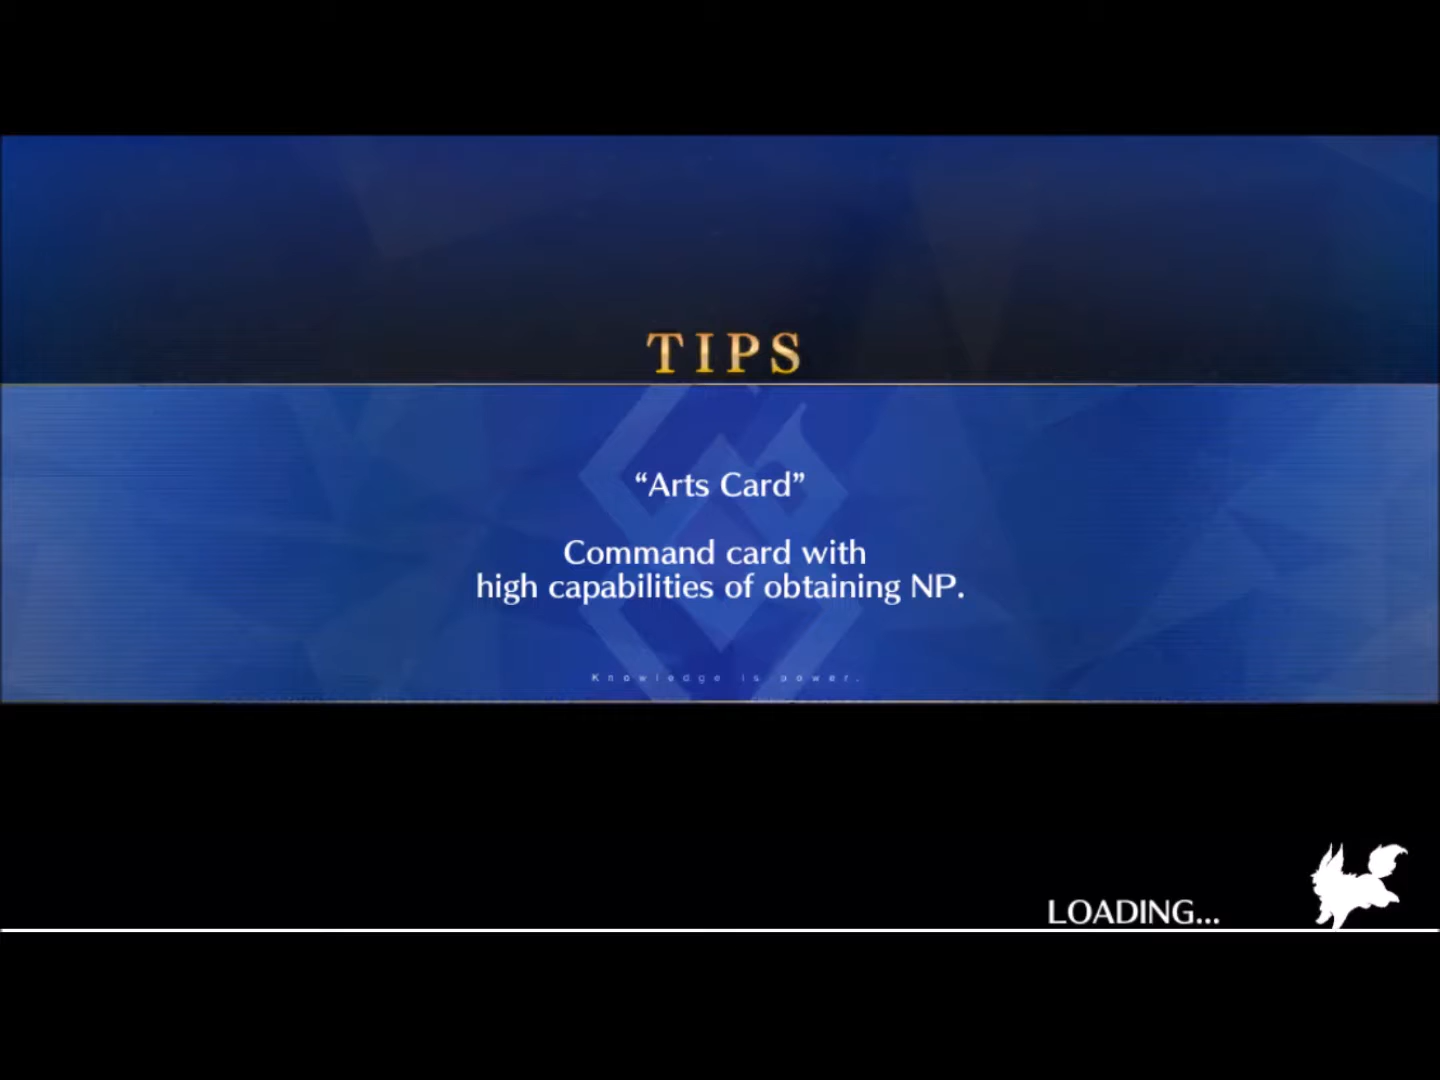 TIPS
“Arts Card”
Command card with
high capabilities of obtaining NP.
Knowledge is power.
LOADING...